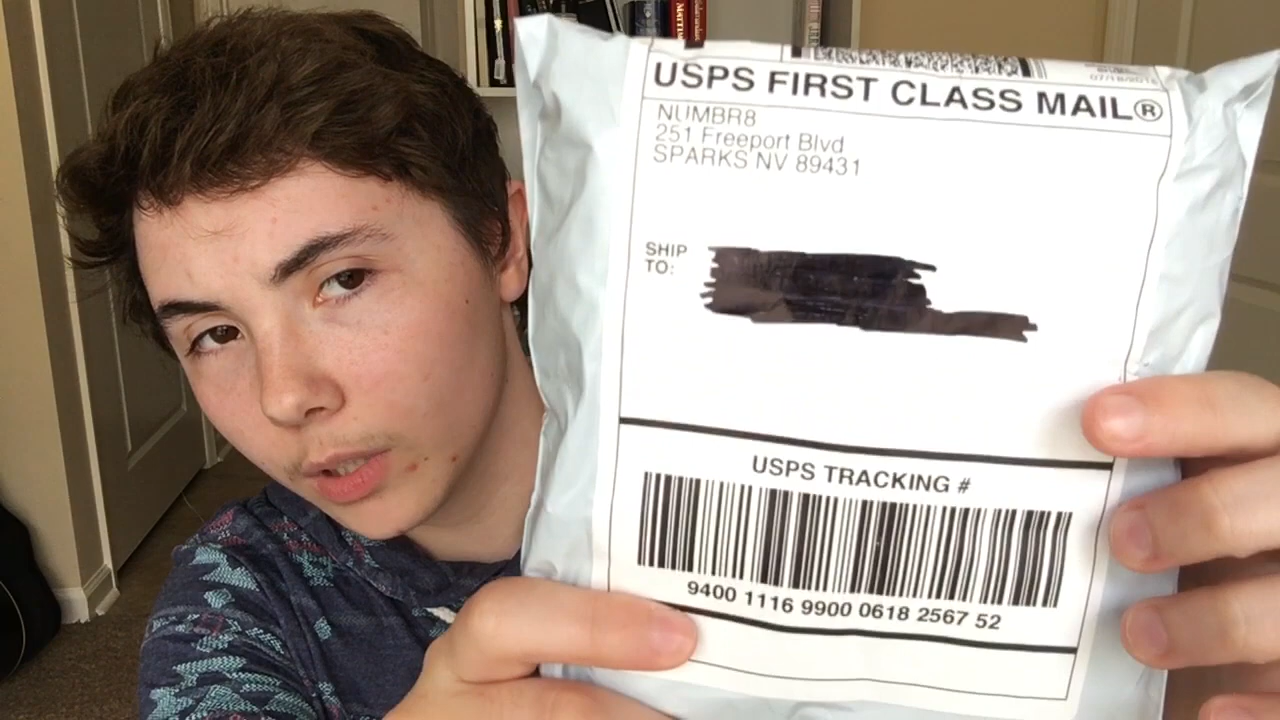 USPS FIRST CLASS MAIL®
NUMBR8
251 Freeport Blvd
SPARKS NV 89431
SHIP
TO:
USPS TRACKING #
9400 1116 9900 0618 2567 52